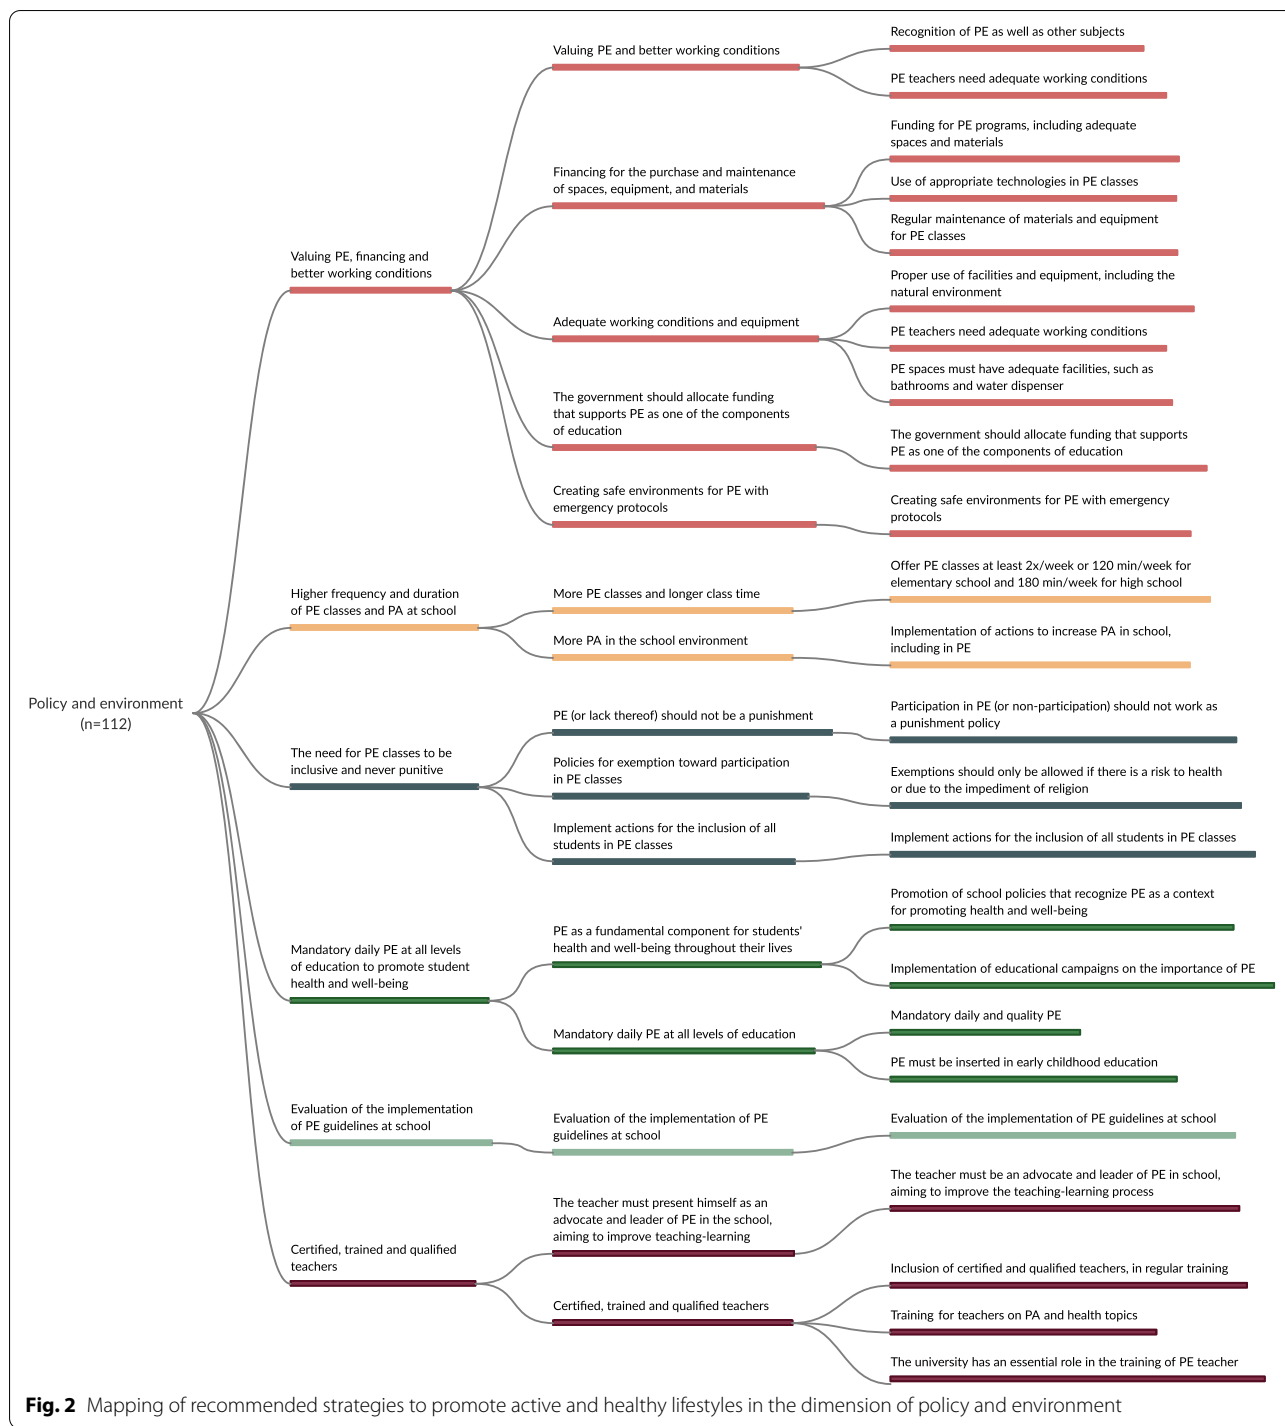 Policy and environment
(n=112)
Valuing PE, financing and
better working conditions
Valuing PE and better working conditions
Recognition of PE as well as other subjects
PE teachers need adequate working conditions
Financing for the purchase and maintenance
of spaces, equipment, and materials
Funding for PE programs, including adequate
spaces and materials
Use of appropriate technologies in PE classes
Regular maintenance of materials and equipment
for PE classes
Adequate working conditions and equipment
Proper use of facilities and equipment, including the
natural environment
PE teachers need adequate working conditions
PE spaces must have adequate facilities, such as
bathrooms and water dispenser
The government should allocate funding
that supports PE as one of the components
of education
The government should allocate funding that supports
PE as one of the components of education
Creating safe environments for PE with
emergency protocols
Creating safe environments for PE with emergency
protocols
Higher frequency and duration
of PE classes and PA at school
More PE classes and longer class time
Offer PE classes at least 2x/week or 120 min/week for
elementary school and 180 min/week for high school
More PA in the school environment
Implementation of actions to increase PA in school,
including in PE
The need for PE classes to be
inclusive and never punitive
PE (or lack thereof) should not be a punishment
Participation in PE (or non-participation) should not work as
a punishment policy
Policies for exemption toward participation
in PE classes
Exemptions should only be allowed if there is a risk to health
or due to the impediment of religion
Implement actions for the inclusion of all
students in PE classes
Implement actions for the inclusion of all students in PE classes
Mandatory daily PE at all levels
of education to promote student
health and well-being
PE as a fundamental component for students'
health and well-being throughout their lives
Promotion of school policies that recognize PE as a context
for promoting health and well-being
Implementation of educational campaigns on the importance of PE
Mandatory daily PE at all levels of education
Mandatory daily and quality PE
PE must be inserted in early childhood education
Evaluation of the implementation
of PE guidelines at school
Evaluation of the implementation of PE
guidelines at school
Evaluation of the implementation of PE guidelines at school
Certified, trained and qualified
teachers
The teacher must present himself as an
advocate and leader of PE in the school,
aiming to improve teaching-learning
The teacher must be an advocate and leader of PE in school,
aiming to improve the teaching-learning process
Certified, trained and qualified teachers
Inclusion of certified and qualified teachers, in regular training
Training for teachers on PA and health topics
The university has an essential role in the training of PE teacher
Fig. 2 Mapping of recommended strategies to promote active and healthy lifestyles in the dimension of policy and environment